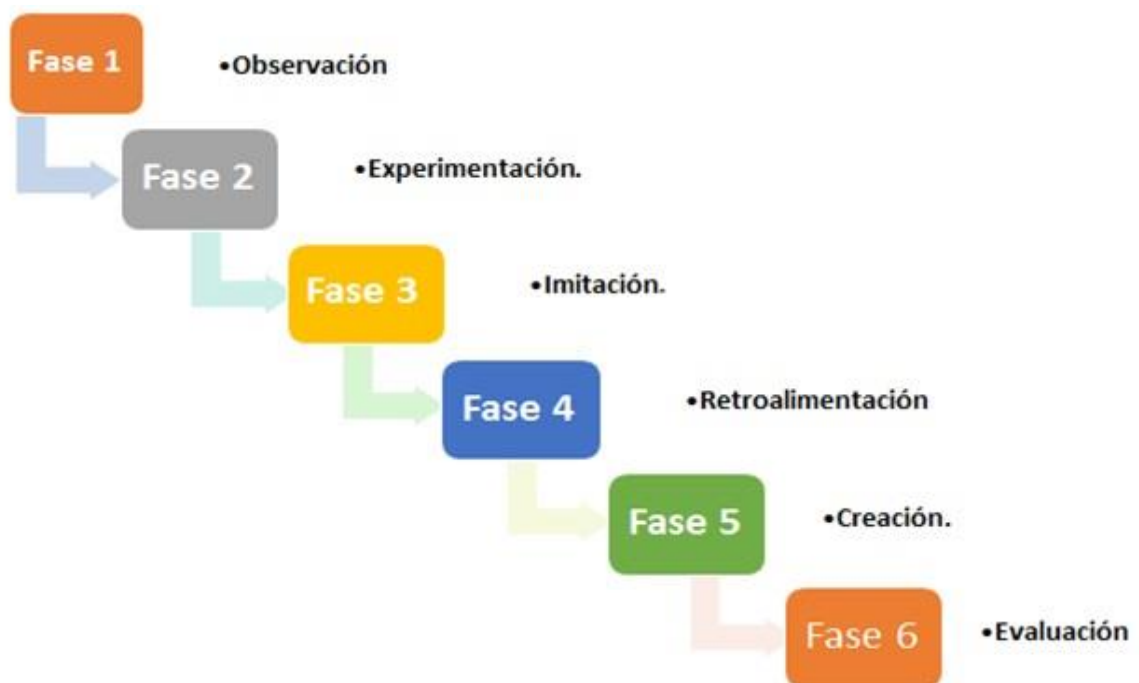 Fase 1
•Observación
Fase 2
•Experimentación.
Fase 3
•Imitación.
Fase 4
•Retroalimentación
Fase 5
•Creación.
Fase 6
•Evaluación